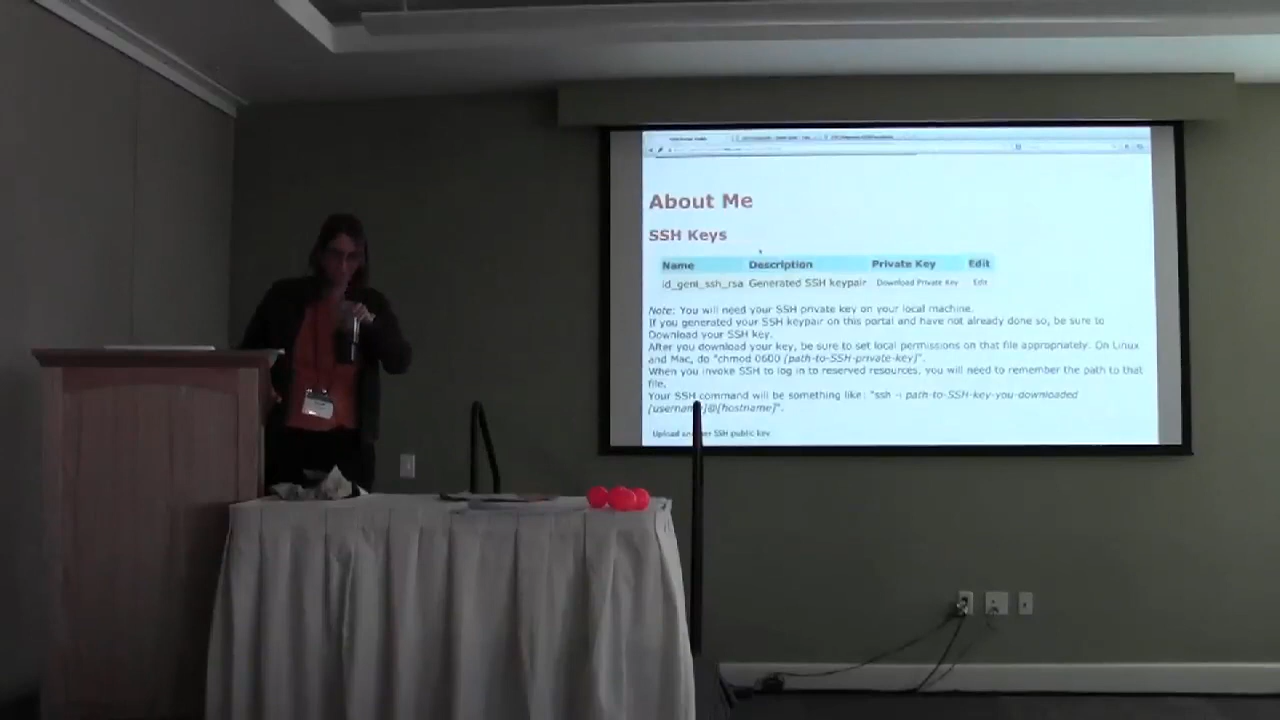 About Me
SSH Keys
Name Description Private Key Edit
id_geni_ssh_rsa Generated SSH keypair Download Private Key Edit
Note: You will need your SSH private key on your local machine.
If you generated your SSH keypair on this portal and have not already done so, be sure to
Download your SSH key.
After you download your key, be sure to set local permissions on that file appropriately. On Linux
and Mac, do "chmod 0600 [path-to-SSH-private-key]".
When you invoke SSH to log in to reserved resources, you will need to remember the path to that
file.
Your SSH command will be something like: "ssh -i path-to-SSH-key-you-downloaded
[username]@[hostname]".
Upload another SSH public key